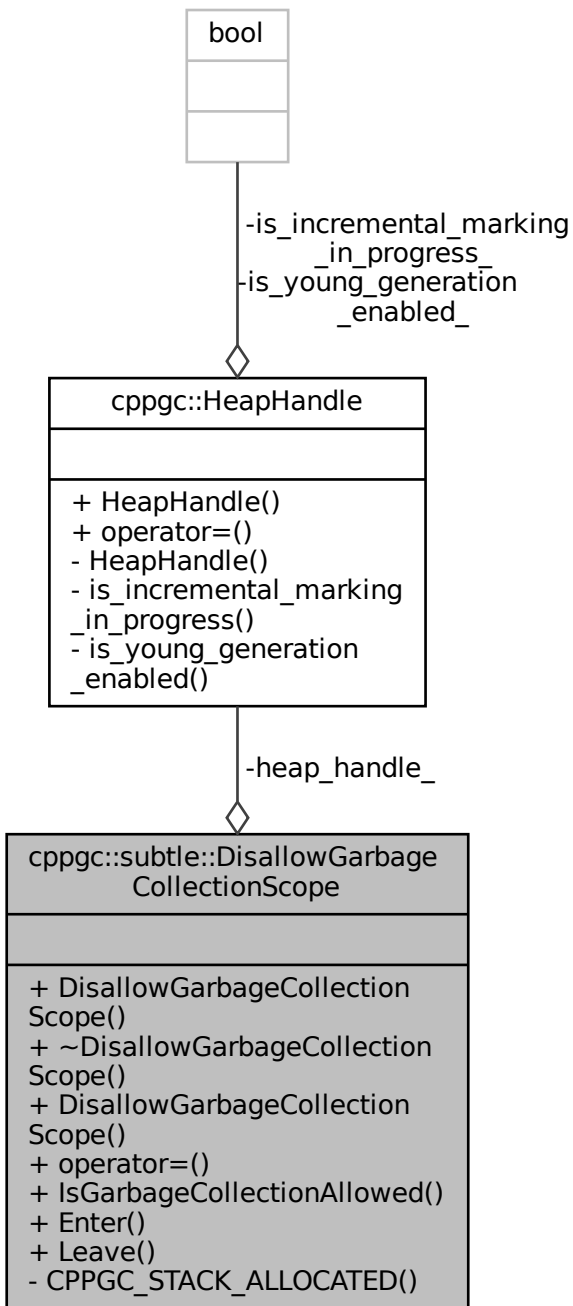 bool
-is_incremental_marking
_in_progress_
-is_young_generation
_enabled_
cppgc::HeapHandle
+ HeapHandle()
+ operator=()
- HeapHandle()
- is_incremental_marking
_in_progress()
- is_young_generation
_enabled()
-heap_handle_
cppgc::subtle::DisallowGarbage
CollectionScope
+ DisallowGarbageCollection
Scope()
+ ~DisallowGarbageCollection
Scope()
+ DisallowGarbageCollection
Scope()
+ operator=()
+ IsGarbageCollectionAllowed()
+ Enter()
+ Leave()
- CPPGC_STACK_ALLOCATED()